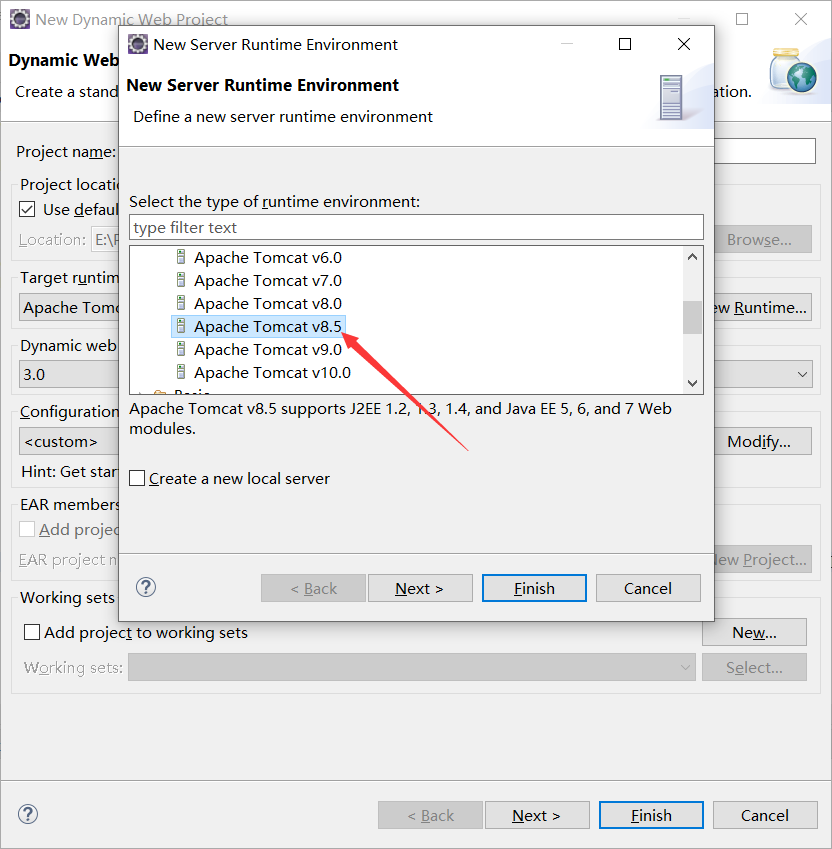 New Dynamic Web Project
New Server Runtime Environment
Dynamic Web
New Server Runtime Environment
Create a stand
ation.
Define a new server runtime environment
Project name:
Project locati
Select the type of runtime environment:
Use defaul
type filter text
Location: E:\
Browse...
Apache Tomcat v6.0
Target runtim
Apache Tomcat v7.0
Apache Tomc
Apache Tomcat v8.0
ew Runtime...
Apache Tomcat v8.5
Dynamic web
Apache Tomcat v9.0
3.0
Apache Tomcat v10.0
Basic
Configuration
Apache Tomcat v8.5 supports J2EE 1.2, 1.3, 1.4, and Java EE 5, 6, and 7 Web
modules.
<custom>
Modify...
Hint: Get star
Create a new local server
EAR members
Add projec
EAR project n
New Project...
< Back
Next >
Finish
Cancel
Working sets
Add project to working sets
New...
Working sets:
Select...
< Back
Next >
Finish
Cancel